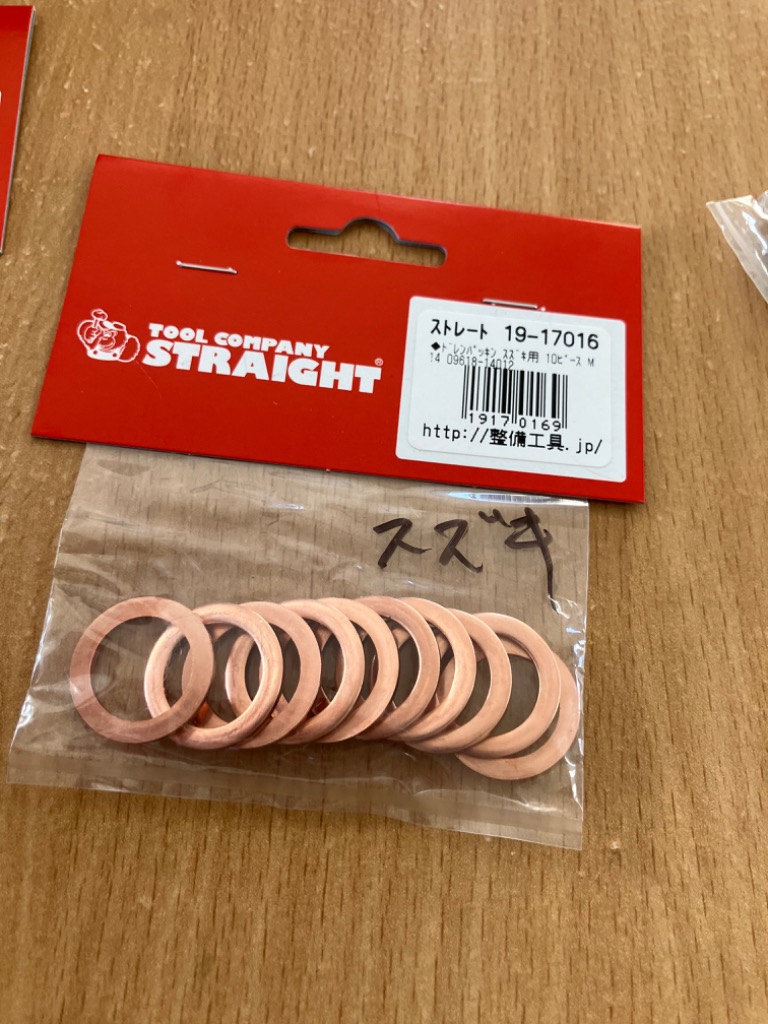 TOOL COMPANY
STRAIGHT®
ストレート 19-17016
◆ドレンパッキン スズキ用 10ピース M
14 09618-14012
1917 0169
http://整備工具.jp/
スズキ